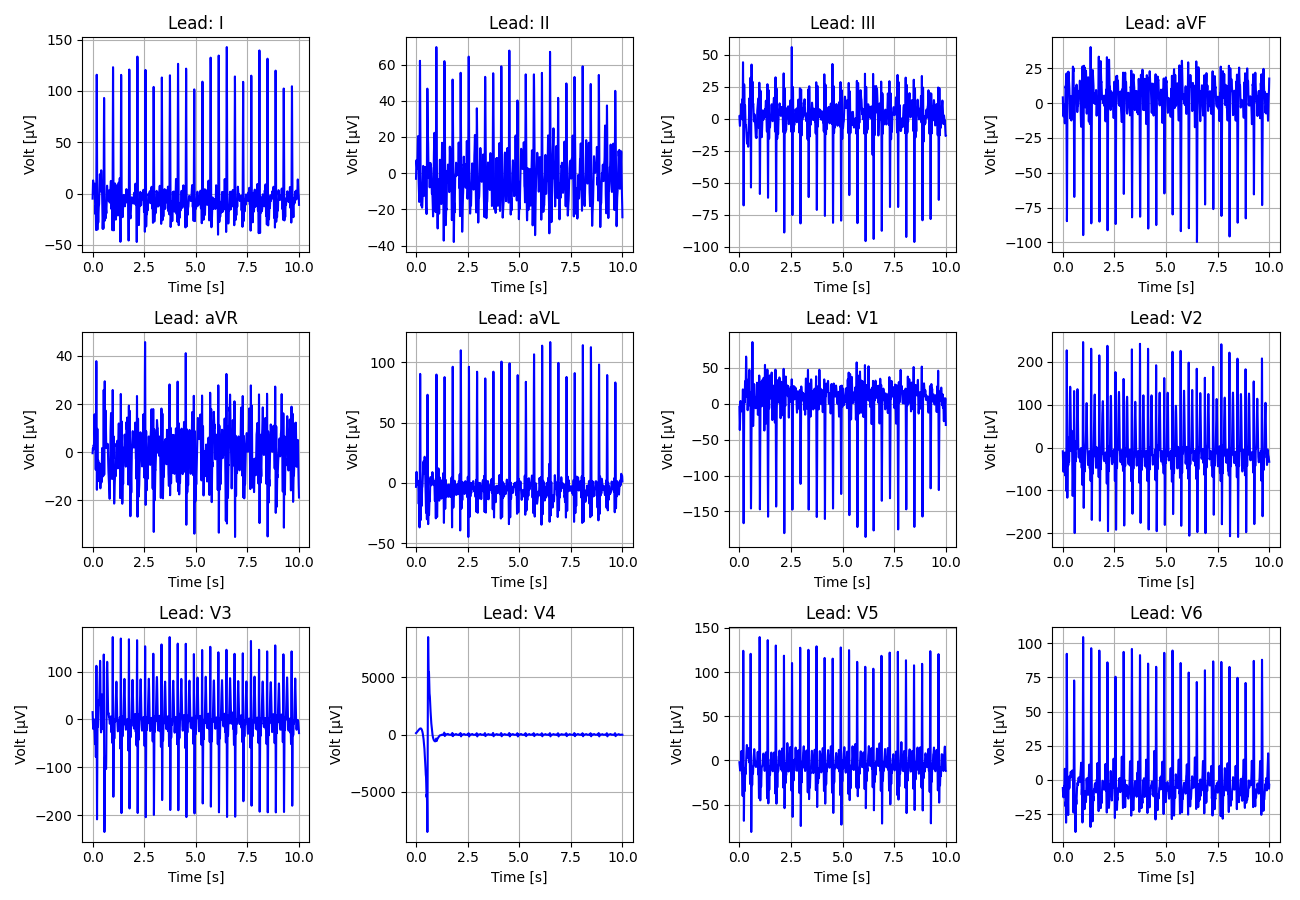 Lead: I
Lead: II
Lead: III
Lead: aVF
Volt [µV]
150
100
50
0
−50
0.0 2.5 5.0 7.5 10.0
Time [s]
Volt [µV]
60
40
20
0
−20
−40
0.0 2.5 5.0 7.5 10.0
Time [s]
Volt [µV]
50
25
0
−25
−50
−75
−100
0.0 2.5 5.0 7.5 10.0
Time [s]
Volt [µV]
25
0
−25
−50
−75
−100
0.0 2.5 5.0 7.5 10.0
Time [s]
Lead: aVR
Lead: aVL
Lead: V1
Lead: V2
Volt [µV]
40
20
0
−20
0.0 2.5 5.0 7.5 10.0
Time [s]
Volt [µV]
100
50
0
−50
0.0 2.5 5.0 7.5 10.0
Time [s]
Volt [µV]
50
0
−50
−100
−150
0.0 2.5 5.0 7.5 10.0
Time [s]
Volt [µV]
200
100
0
−100
−200
0.0 2.5 5.0 7.5 10.0
Time [s]
Lead: V3
Lead: V4
Lead: V5
Lead: V6
Volt [µV]
100
0
−100
−200
0.0 2.5 5.0 7.5 10.0
Time [s]
Volt [µV]
5000
0
−5000
0.0 2.5 5.0 7.5 10.0
Time [s]
Volt [µV]
150
100
50
0
−50
0.0 2.5 5.0 7.5 10.0
Time [s]
Volt [µV]
100
75
50
25
0
−25
0.0 2.5 5.0 7.5 10.0
Time [s]